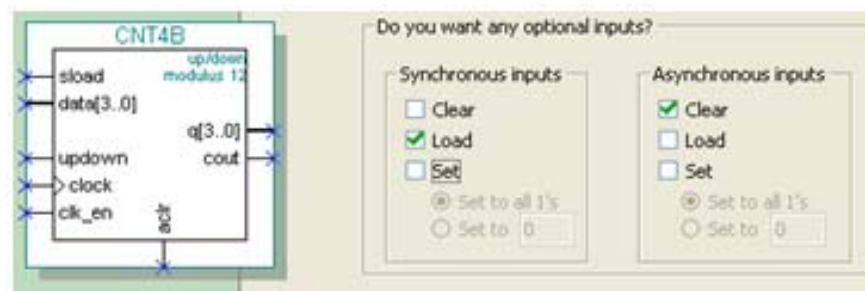 CNT4B
up/down
modulus 12
sload
data[3..0]
q[3..0]
updown
cout
clock
clk_en
aclr
Do you want any optional inputs?
Synchronous inputs
Clear
Load
Set
Set to all 1's
Set to 0
Asynchronous inputs
Clear
Load
Set
Set to all 1's
Set to 0